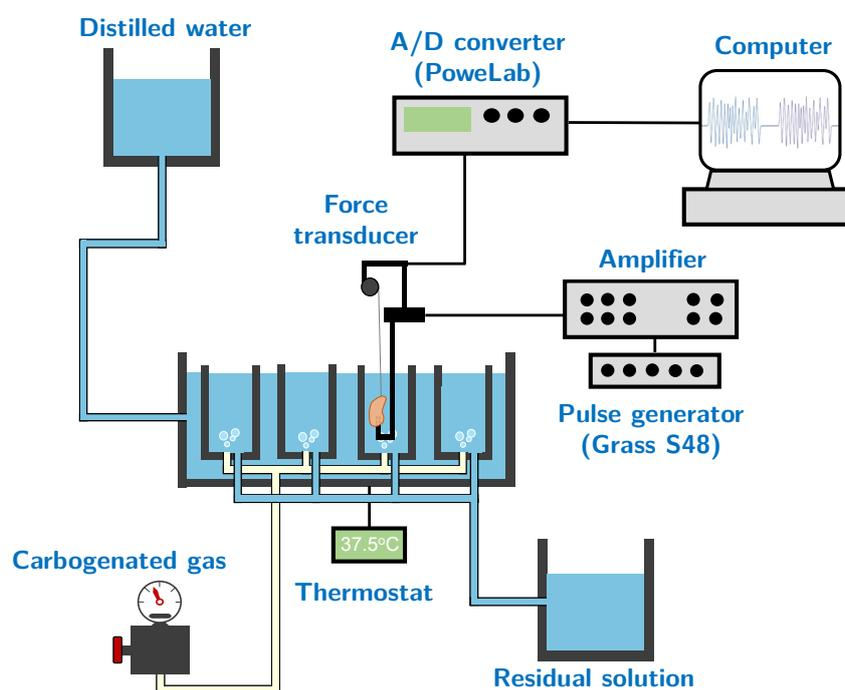 Distilled water
A/D converter
(PoweLab)
Computer
Force
transducer
Amplifier
Pulse generator
(Grass S48)
37.5°C
Carbogenated gas
Thermostat
Residual solution